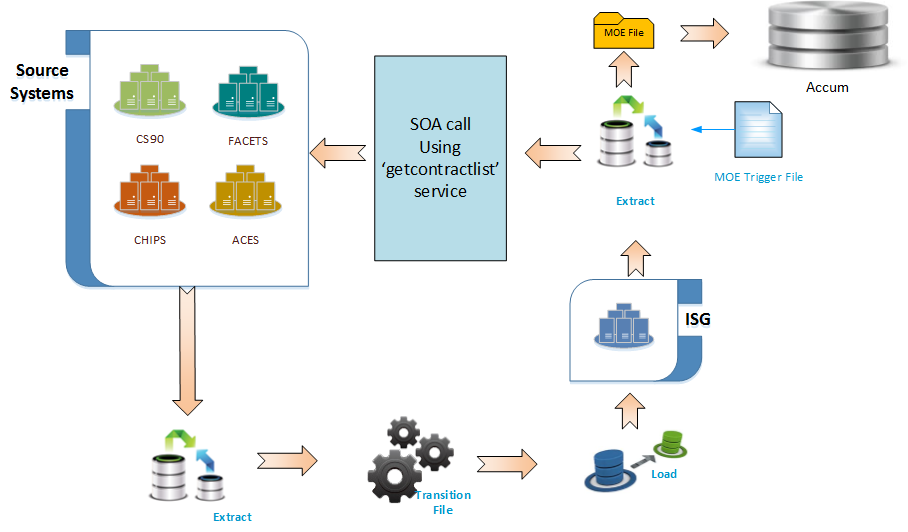 MOE File
Accum
Source
Systems
CS90
FACETS
CHIPS
ACES
SOA call
Using
‘getcontractlist’
service
Extract
MOE Trigger File
ISG
Extract
Transition
File
Load